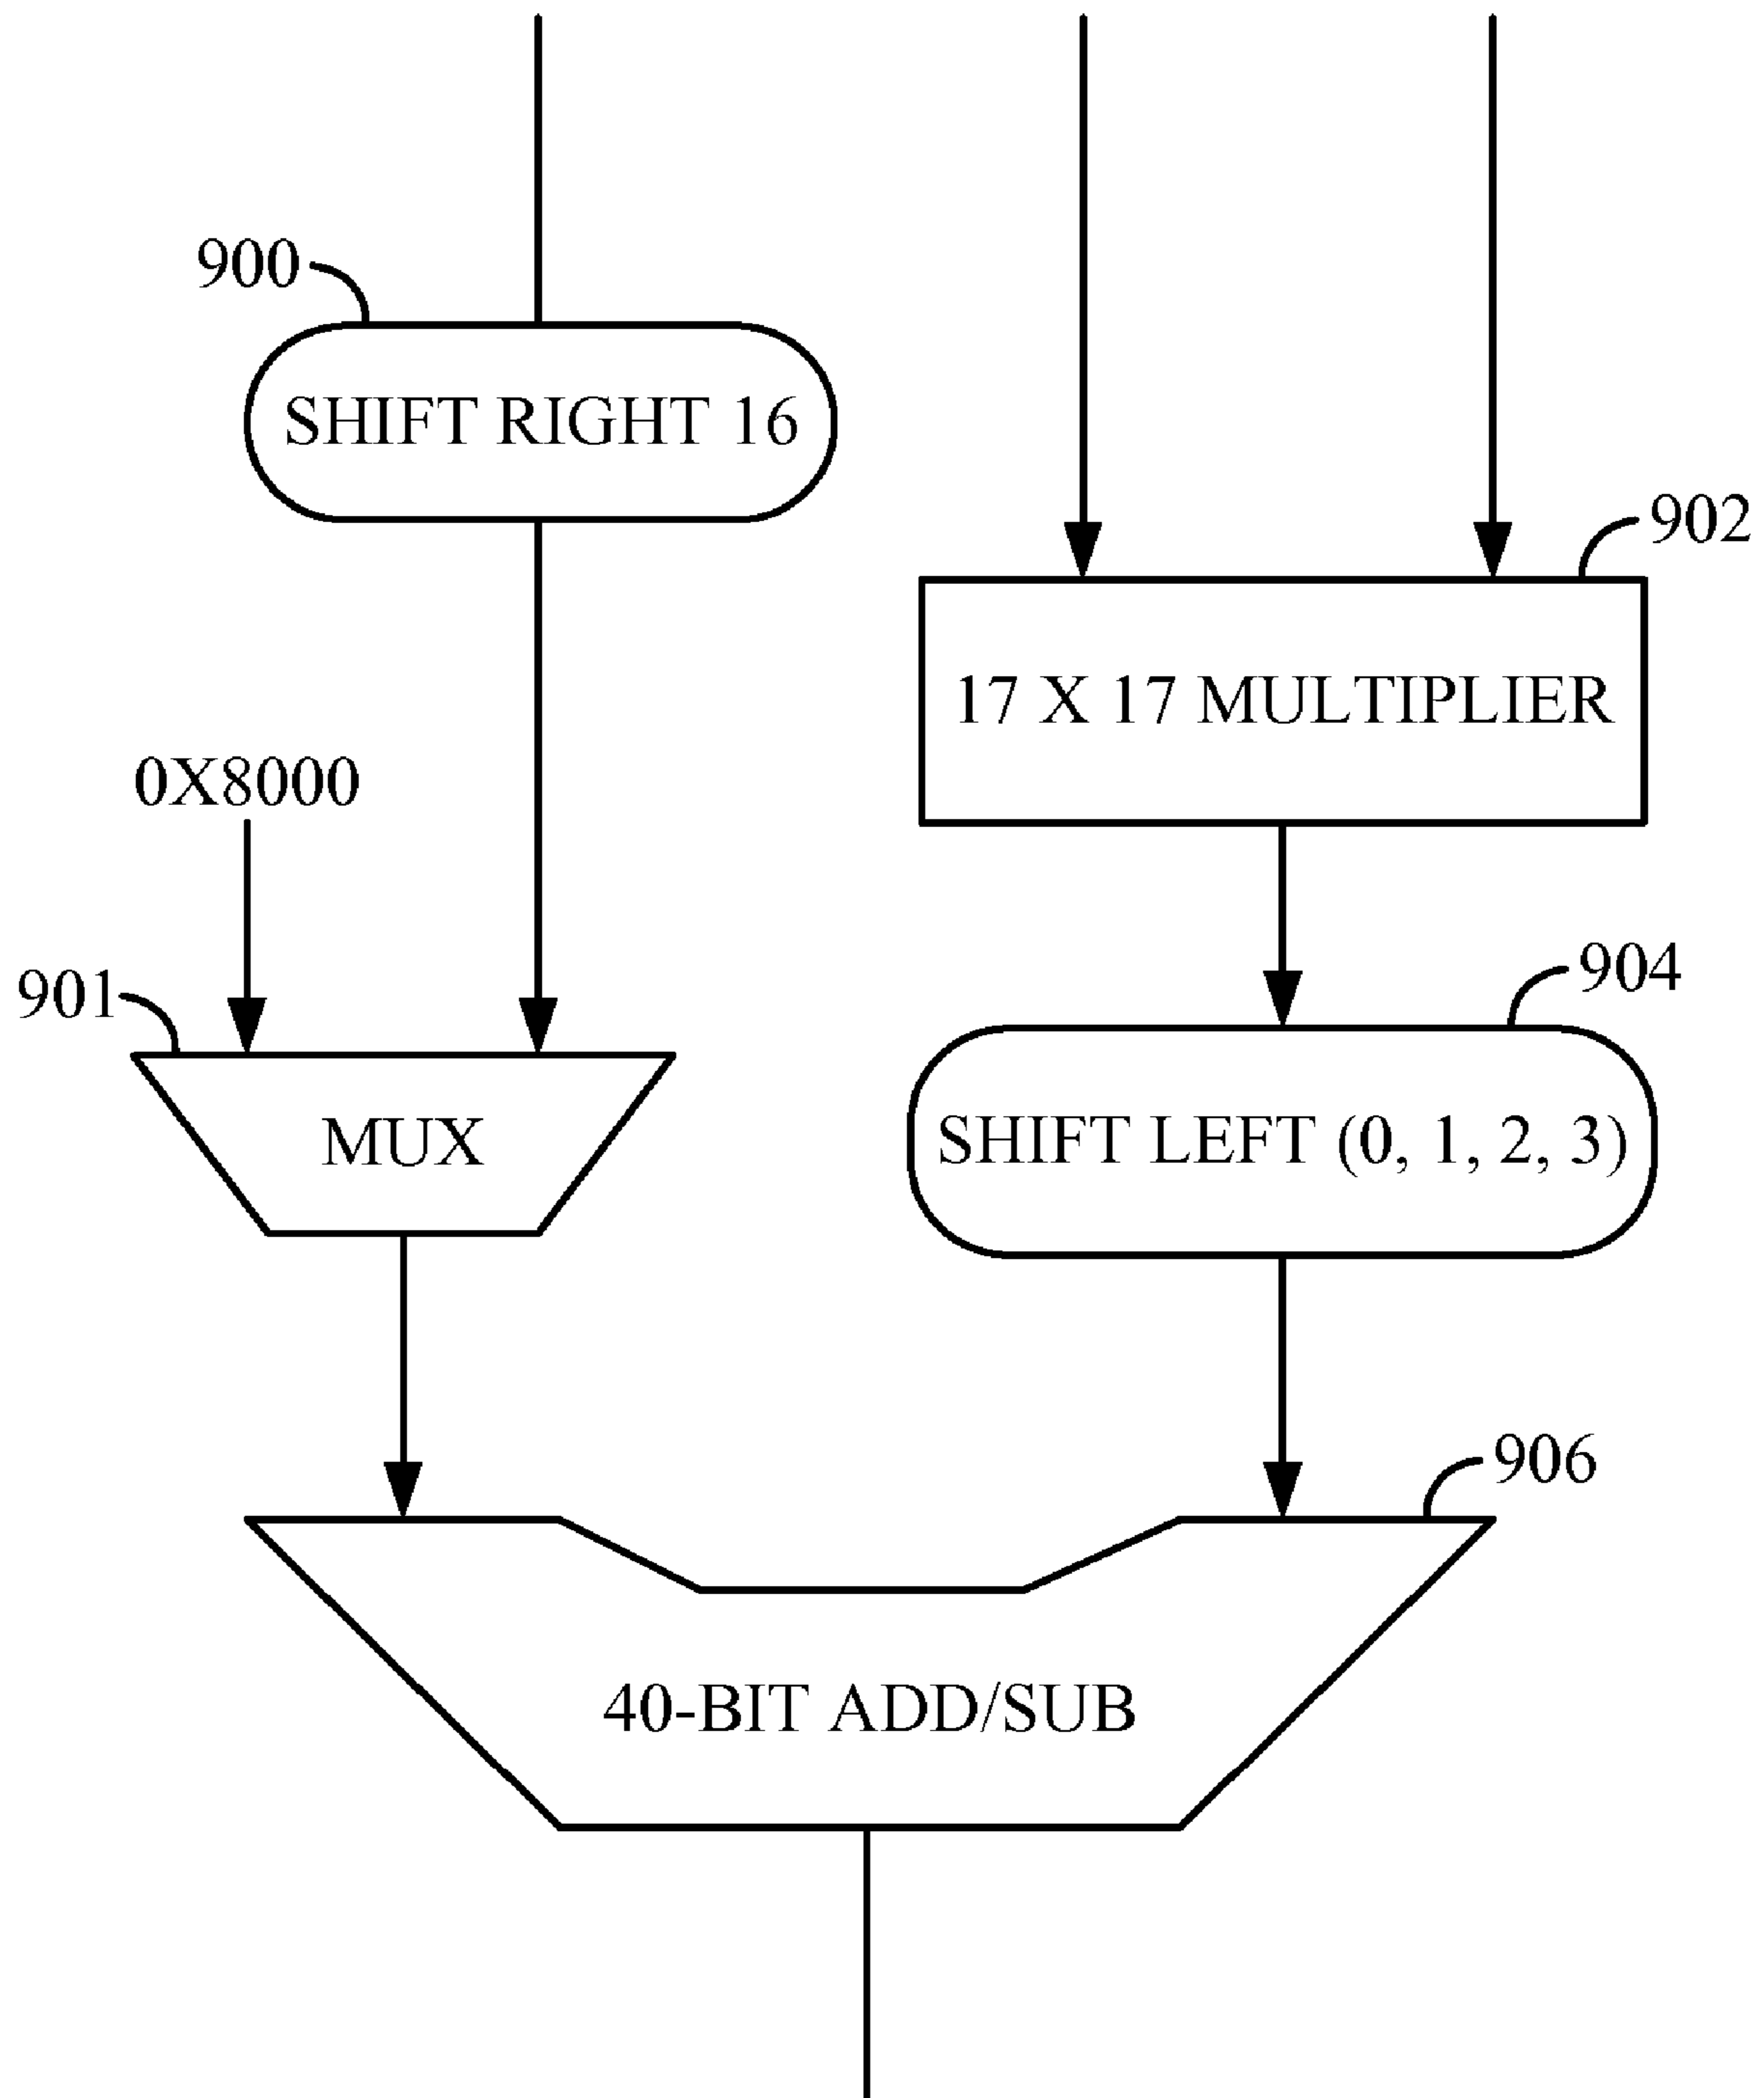 900
SHIFT RIGHT 16
902
17 X 17 MULTIPLIER
0X8000
904
901
MUX
SHIFT LEFT (0, 1, 2, 3)
906
40-BIT ADD/SUB